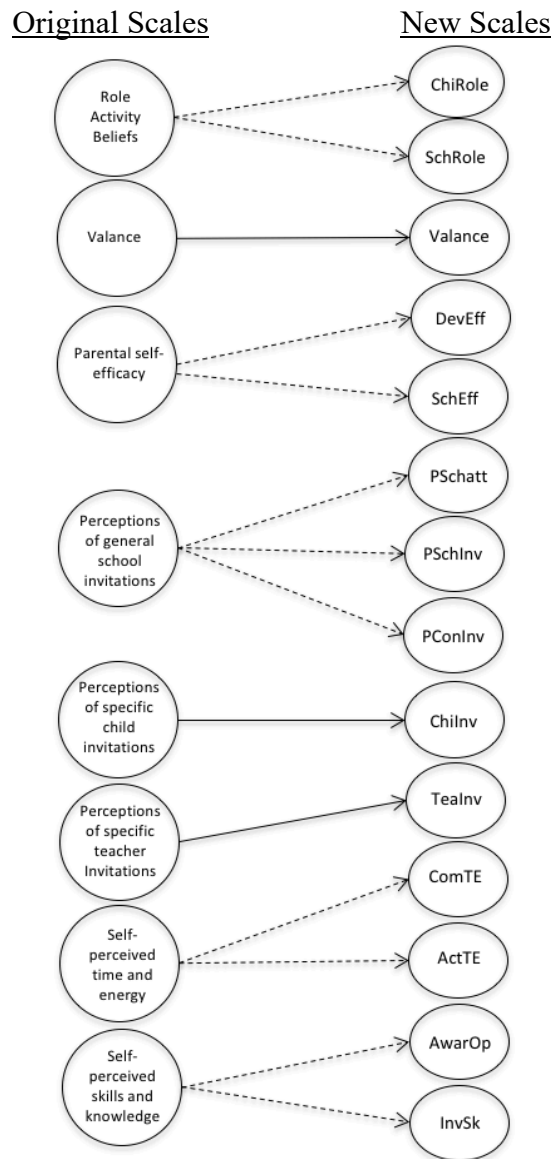 Original Scales
New Scales
Role
Activity
Beliefs
ChiRole
SchRole
Valance
Valance
Parental self-
efficacy
DevEff
SchEff
Perceptions
of general
school
invitations
PSchatt
PSchInv
PConInv
Perceptions
of specific
child
invitations
ChiInv
Perceptions
of specific
teacher
Invitations
TeaInv
Self-
perceived
time and
energy
ComTE
ActTE
Self-
perceived
skills and
knowledge
AwarOp
InvSk